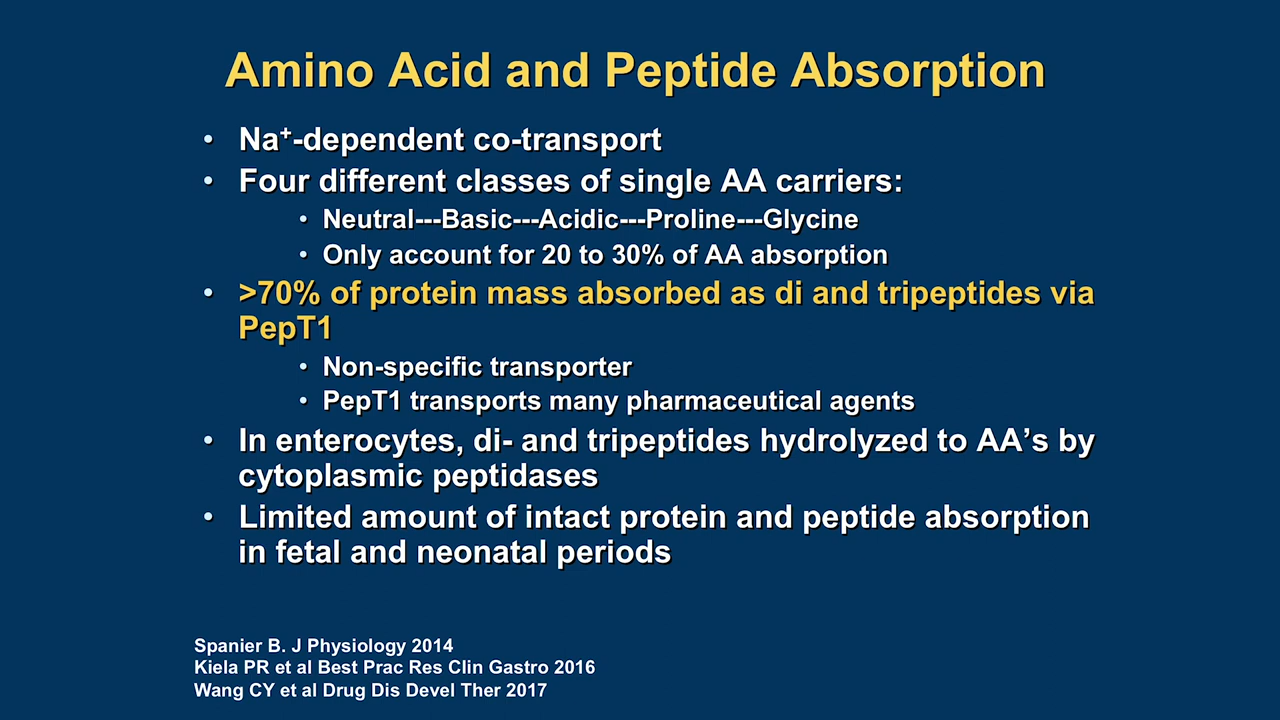 Amino Acid and Peptide Absorption
• Na⁺-dependent co-transport
• Four different classes of single AA carriers:
• Neutral---Basic---Acidic---Proline---Glycine
• Only account for 20 to 30% of AA absorption
• >70% of protein mass absorbed as di and tripeptides via
PepT1
• Non-specific transporter
• PepT1 transports many pharmaceutical agents
• In enterocytes, di- and tripeptides hydrolyzed to AA’s by
cytoplasmic peptidases
• Limited amount of intact protein and peptide absorption
in fetal and neonatal periods
Spanier B. J Physiology 2014
Kiela PR et al Best Prac Res Clin Gastro 2016
Wang CY et al Drug Dis Devel Ther 2017